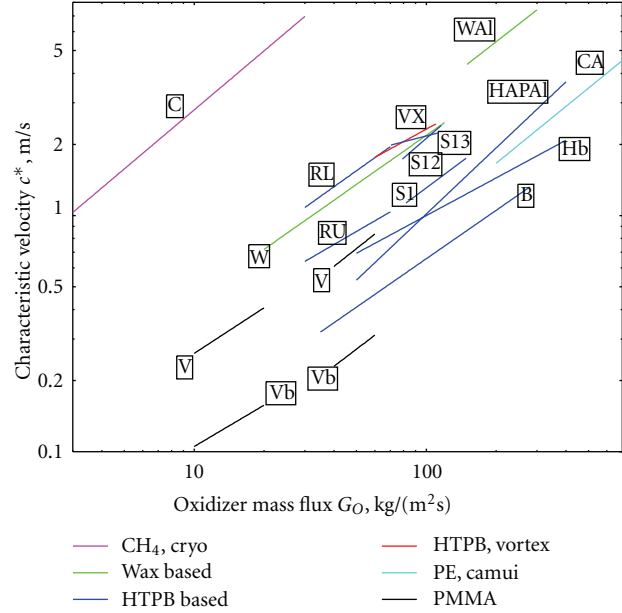 5
2
1
0.5
0.2
0.1
Characteristic velocity c*, m/s
WAl
CA
HAPAl
C
VX
S13
Hb
S12
RL
S1
B
RU
W
V
V
Vb
Vb
10
100
Oxidizer mass flux G_O, kg/(m²s)
CH₄, cryo
Wax based
HTPB based
HTPB, vortex
PE, camui
PMMA